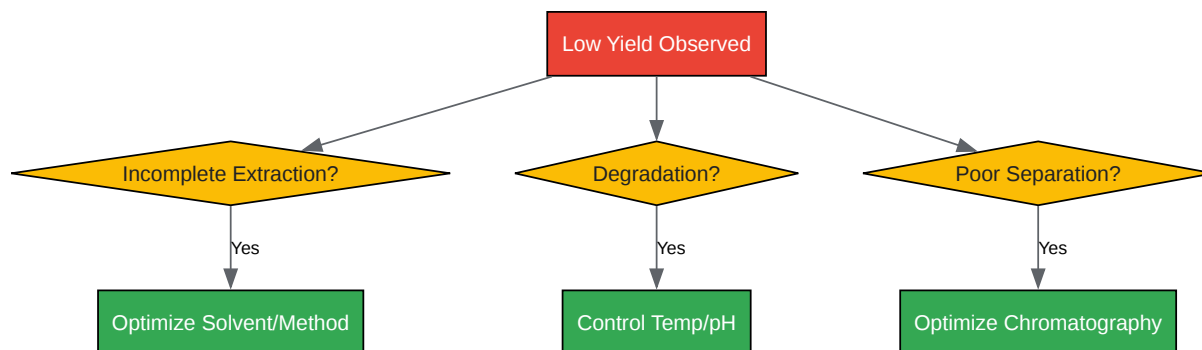 Low Yield Observed
Incomplete Extraction?
Degradation?
Poor Separation?
Yes
Yes
Yes
Optimize Solvent/Method
Control Temp/pH
Optimize Chromatography